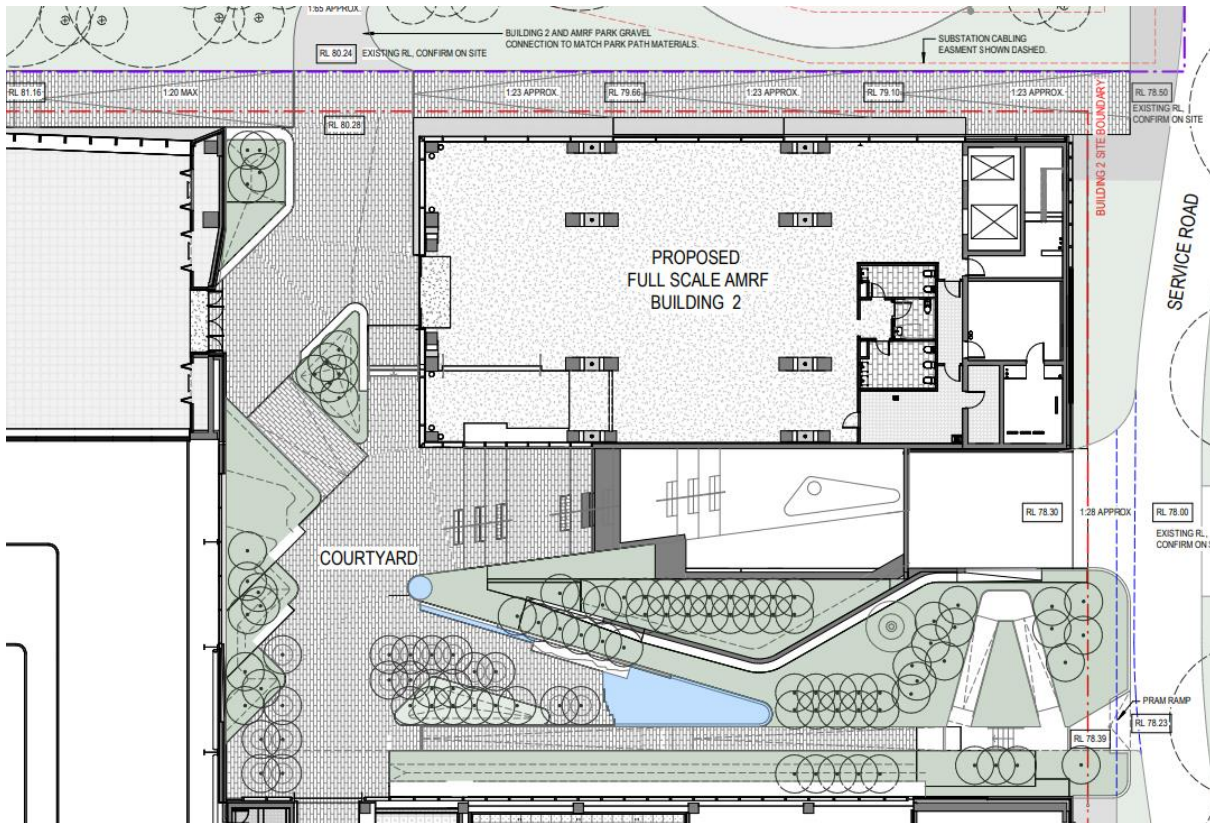 1:65 APPROX.
BUILDING 2 AND AMRF PARK GRAVEL
CONNECTION TO MATCH PARK PATH MATERIALS.
SUBSTATION CABLING
EASMENT SHOWN DASHED.
RL 80.24
EXISTING RL, CONFIRM ON SITE
RL 81.16
1:20 MAX
1:23 APPROX.
RL 79.66
1:23 APPROX.
RL 79.10
1:23 APPROX.
RL 78.50
EXISTING RL,
CONFIRM ON SITE
RL 80.28
BUILDING 2 SITE BOUNDARY
SERVICE ROAD
PROPOSED
FULL SCALE AMRF
BUILDING 2
RL 78.30
1:28 APPROX
RL 78.00
EXISTING RL,
CONFIRM ON S
COURTYARD
PRAM RAMP
RL 78.23
RL 78.39